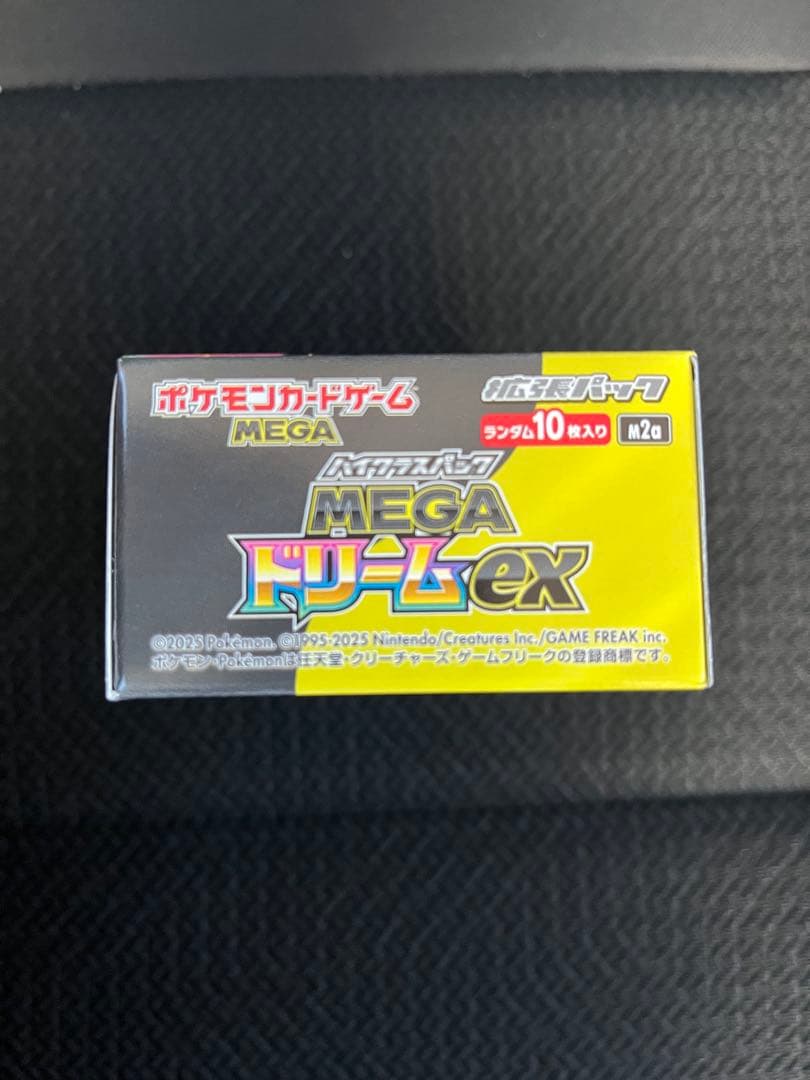 ポケモンカードゲーム
MEGA
拡張パック
ランダム10枚入り
M2a
ハイクラスパック
MEGA
ドリームex
©2025 Pokémon. ©1995-2025 Nintendo/Creatures Inc./GAME FREAK inc.
ポケモン・Pokémonは任天堂・クリーチャーズ・ゲームフリークの登録商標です。